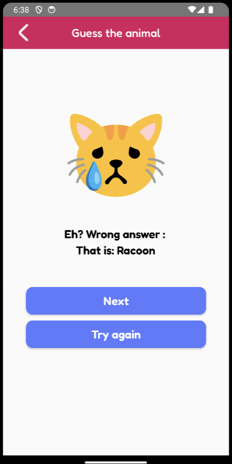 6:38
Guess the animal
Eh? Wrong answer :
That is: Racoon
Next
Try again